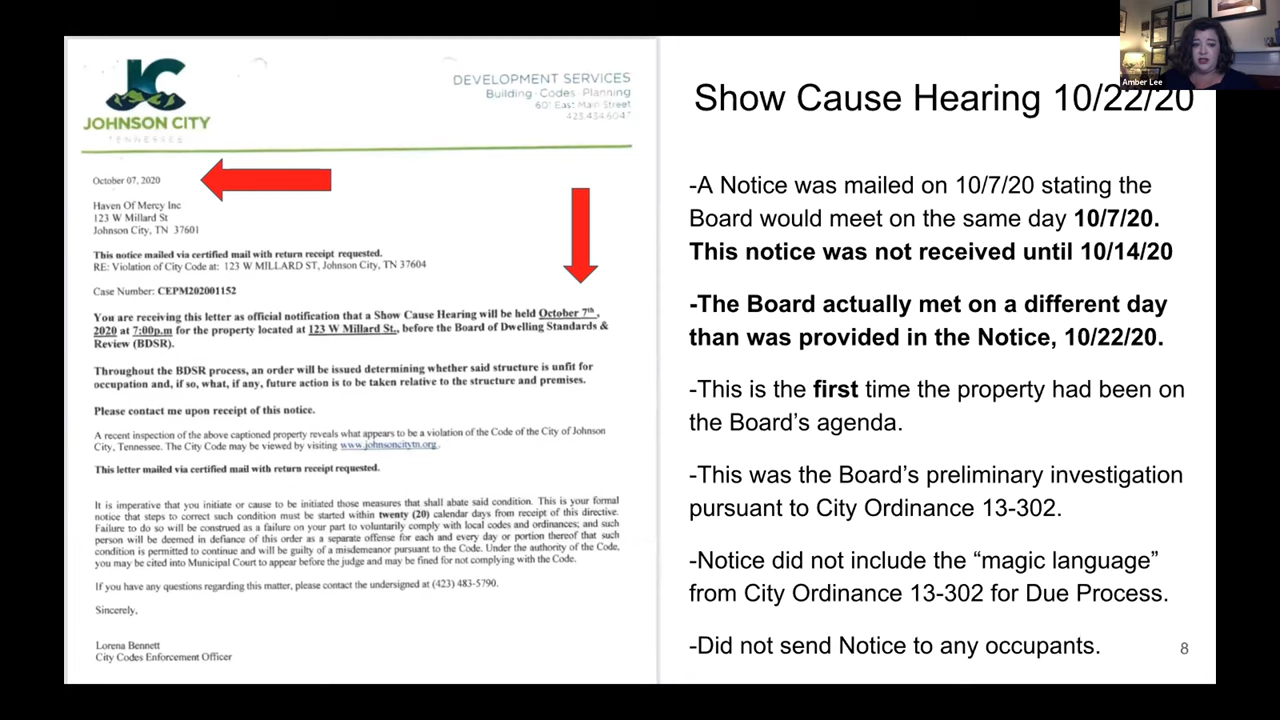 JC
JOHNSON CITY
TENNESSEE
DEVELOPMENT SERVICES
Building · Codes · Planning
601 East Main Street
423.434.6047
October 07, 2020
Haven Of Mercy Inc
123 W Millard St
Johnson City, TN  37601
This notice mailed via certified mail with return receipt requested.
RE: Violation of City Code at:  123 W MILLARD ST, Johnson City, TN 37604
Case Number: CEPM202001152
You are receiving this letter as official notification that a Show Cause Hearing will be held October 7th,
2020 at 7:00p.m for the property located at 123 W Millard St., before the Board of Dwelling Standards &
Review (BDSR).
Throughout the BDSR process, an order will be issued determining whether said structure is unfit for
occupation and, if so, what, if any, future action is to be taken relative to the structure and premises.
Please contact me upon receipt of this notice.
A recent inspection of the above captioned property reveals what appears to be a violation of the Code of the City of Johnson
City, Tennessee. The City Code may be viewed by visiting www.johnsoncitytn.org.
This letter mailed via certified mail with return receipt requested.
It is imperative that you initiate or cause to be initiated those measures that shall abate said condition. This is your formal
notice that steps to correct such condition must be started within twenty (20) calendar days from receipt of this directive.
Failure to do so will be construed as a failure on your part to voluntarily comply with local codes and ordinances; and such
person will be deemed in defiance of this order as a separate offense for each and every day or portion thereof that such
condition is permitted to continue and will be guilty of a misdemeanor pursuant to the Code. Under the authority of the Code,
you may be cited into Municipal Court to appear before the judge and may be fined for not complying with the Code.
If you have any questions regarding this matter, please contact the undersigned at (423) 483-5790.
Sincerely,
Lorena Bennett
City Codes Enforcement Officer
Amber Lee
Show Cause Hearing 10/22/20
-A Notice was mailed on 10/7/20 stating the
Board would meet on the same day 10/7/20.
This notice was not received until 10/14/20
-The Board actually met on a different day
than was provided in the Notice, 10/22/20.
-This is the first time the property had been on
the Board's agenda.
-This was the Board's preliminary investigation
pursuant to City Ordinance 13-302.
-Notice did not include the “magic language”
from City Ordinance 13-302 for Due Process.
-Did not send Notice to any occupants.
8